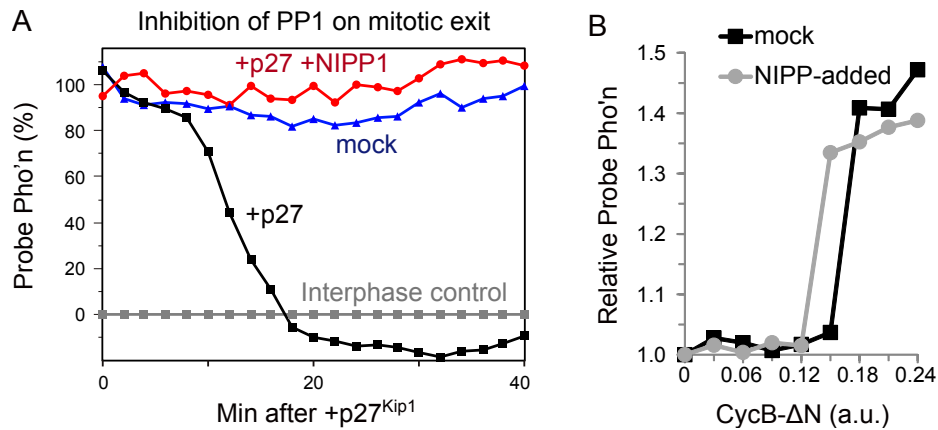 A
Inhibition of PP1 on mitotic exit
Probe Pho'n (%)
100
80
60
40
20
0
+p27 +NIPP1
mock
+p27
Interphase control
0
20
40
Min after +p27Kip1
B
Relative Probe Pho'n
1.5
1.4
1.3
1.2
1.1
1.0
mock
NIPP-added
0
0.06
0.12
0.18
0.24
CycB-ΔN (a.u.)